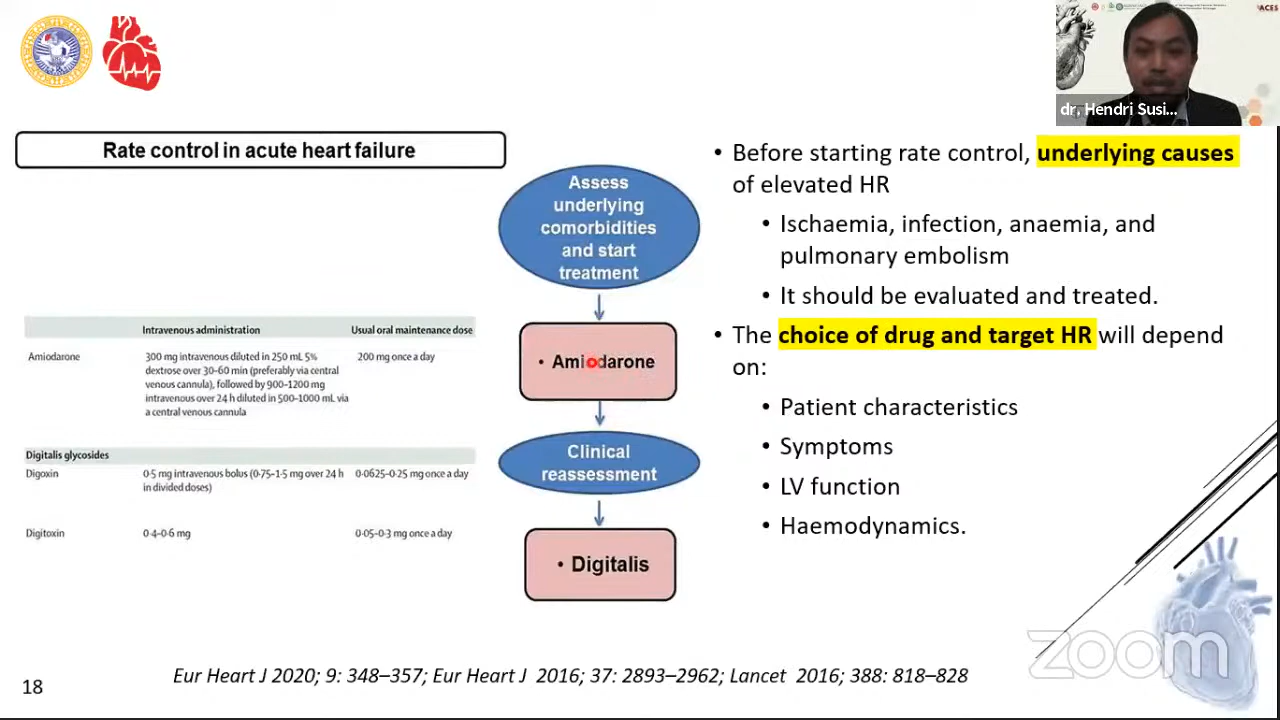 ACES
dr, Hendri Susi...
Rate control in acute heart failure
Assess
underlying
comorbidities
and start
treatment
• Amiodarone
Clinical
reassessment
• Digitalis
Intravenous administration Usual oral maintenance dose
Amiodarone 300 mg intravenous diluted in 250 mL 5% 200 mg once a day
dextrose over 30–60 min (preferably via central
venous cannula), followed by 900–1200 mg
intravenous over 24 h diluted in 500–1000 mL via
a central venous cannula
Digitalis glycosides
Digoxin 0·5 mg intravenous bolus (0·75–1·5 mg over 24 h 0·0625–0·25 mg once a day
in divided doses)
Digitoxin 0·4–0·6 mg 0·05–0·3 mg once a day
• Before starting rate control, underlying causes
of elevated HR
• Ischaemia, infection, anaemia, and
pulmonary embolism
• It should be evaluated and treated.
• The choice of drug and target HR will depend
on:
• Patient characteristics
• Symptoms
• LV function
• Haemodynamics.
zoom
Eur Heart J 2020; 9: 348–357; Eur Heart J 2016; 37: 2893–2962; Lancet 2016; 388: 818–828
18